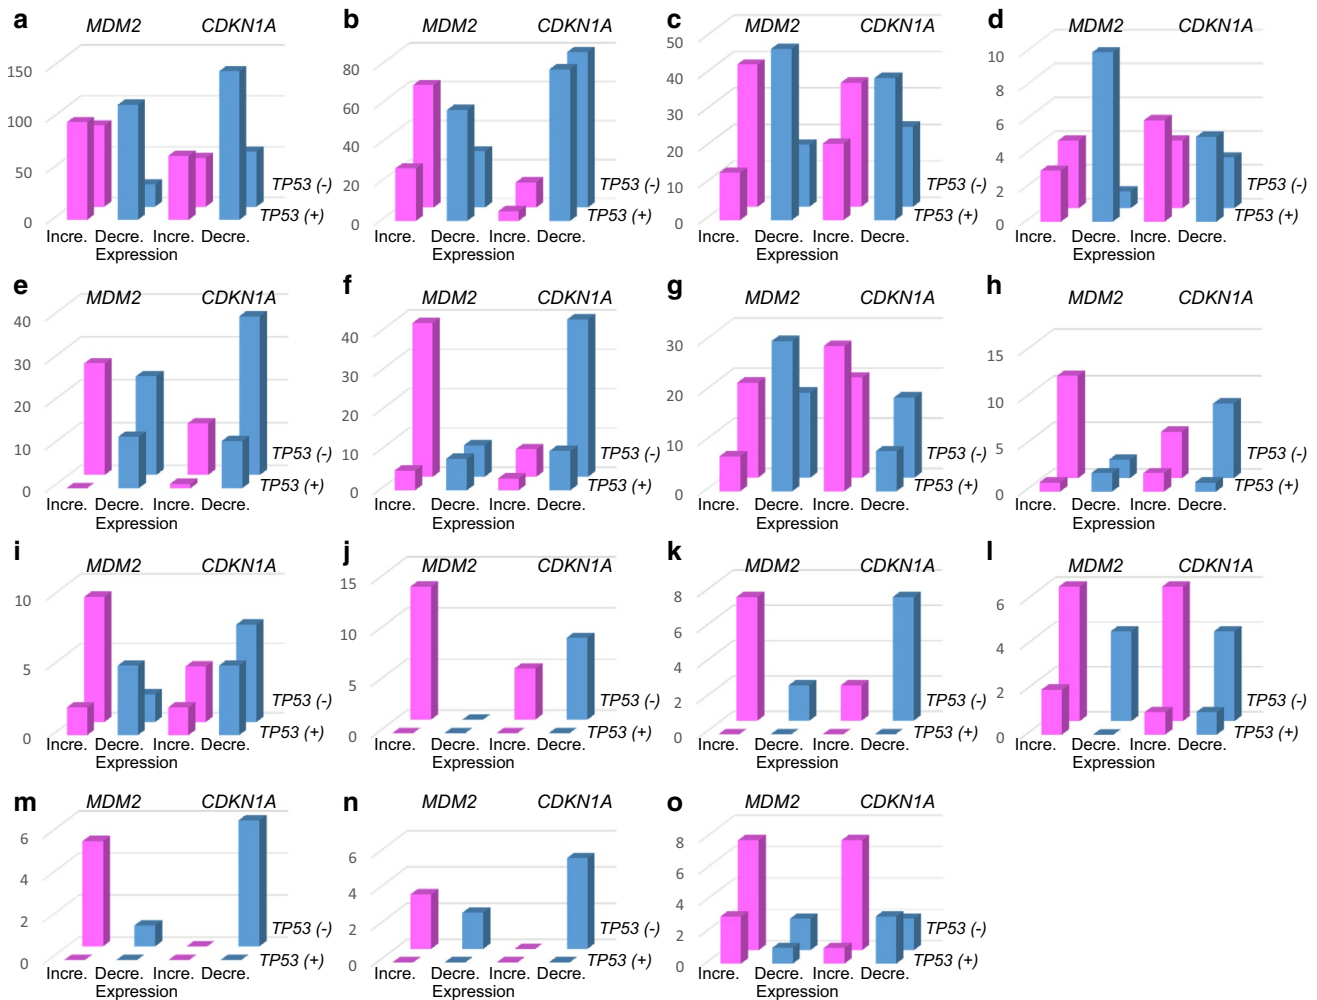 a
MDM2 CDKN1A
150
100
50
0
TP53 (-)
TP53 (+)
Incre. Decre. Incre. Decre.
Expression
b
MDM2 CDKN1A
80
60
40
20
0
TP53 (-)
TP53 (+)
Incre. Decre. Incre. Decre.
Expression
c
MDM2 CDKN1A
50
40
30
20
10
0
TP53 (-)
TP53 (+)
Incre. Decre. Incre. Decre.
Expression
d
MDM2 CDKN1A
10
8
6
4
2
0
TP53 (-)
TP53 (+)
Incre. Decre. Incre. Decre.
Expression
e
MDM2 CDKN1A
40
30
20
10
0
TP53 (-)
TP53 (+)
Incre. Decre. Incre. Decre.
Expression
f
MDM2 CDKN1A
40
30
20
10
0
TP53 (-)
TP53 (+)
Incre. Decre. Incre. Decre.
Expression
g
MDM2 CDKN1A
30
20
10
0
TP53 (-)
TP53 (+)
Incre. Decre. Incre. Decre.
Expression
h
MDM2 CDKN1A
15
10
5
0
TP53 (-)
TP53 (+)
Incre. Decre. Incre. Decre.
Expression
i
MDM2 CDKN1A
10
5
0
TP53 (-)
TP53 (+)
Incre. Decre. Incre. Decre.
Expression
j
MDM2 CDKN1A
15
10
5
0
TP53 (-)
TP53 (+)
Incre. Decre. Incre. Decre.
Expression
k
MDM2 CDKN1A
8
6
4
2
0
TP53 (-)
TP53 (+)
Incre. Decre. Incre. Decre.
Expression
l
MDM2 CDKN1A
6
4
2
0
TP53 (-)
TP53 (+)
Incre. Decre. Incre. Decre.
Expression
m
MDM2 CDKN1A
6
4
2
0
TP53 (-)
TP53 (+)
Incre. Decre. Incre. Decre.
Expression
n
MDM2 CDKN1A
6
4
2
0
TP53 (-)
TP53 (+)
Incre. Decre. Incre. Decre.
Expression
o
MDM2 CDKN1A
8
6
4
2
0
TP53 (-)
TP53 (+)
Incre. Decre. Incre. Decre.
Expression